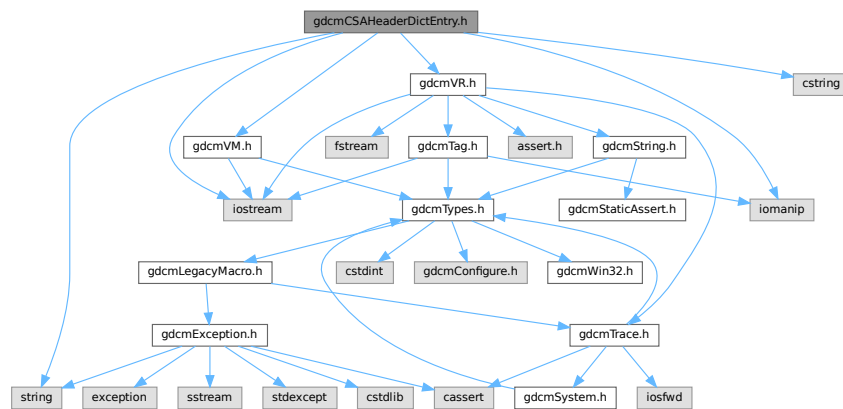 gdcmCSAHeaderDictEntry.h
gdcmVR.h
cstring
gdcmVM.h
fstream
gdcmTag.h
assert.h
gdcmString.h
iostream
gdcmTypes.h
gdcmStaticAssert.h
iomanip
gdcmLegacyMacro.h
cstdint
gdcmConfigure.h
gdcmWin32.h
gdcmException.h
gdcmTrace.h
string
exception
sstream
stdexcept
cstdlib
cassert
gdcmSystem.h
iosfwd